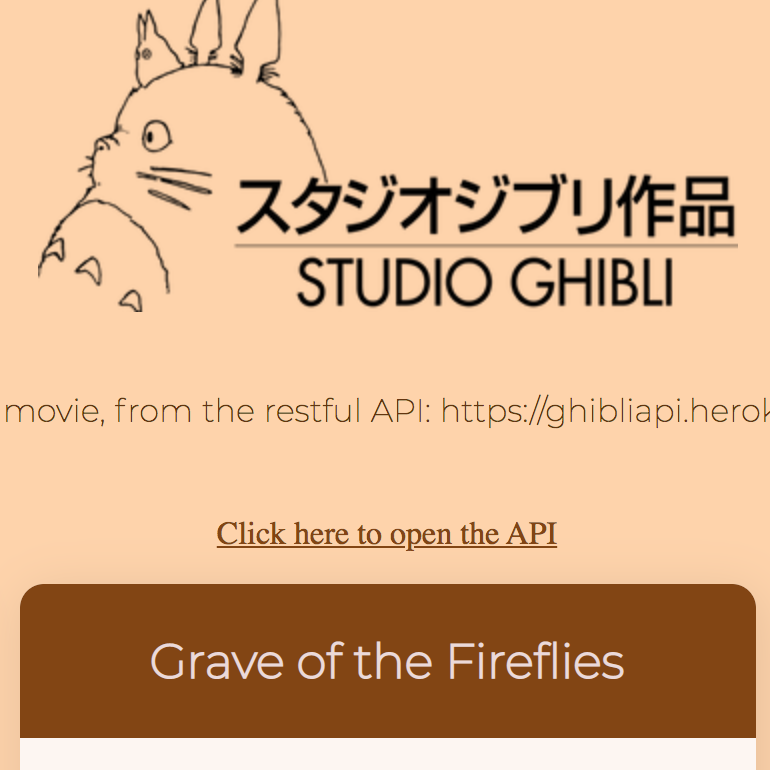 スタジオジブリ作品
STUDIO GHIBLI
movie, from the restful API: https://ghibliapi.herok
Click here to open the API
Grave of the Fireflies